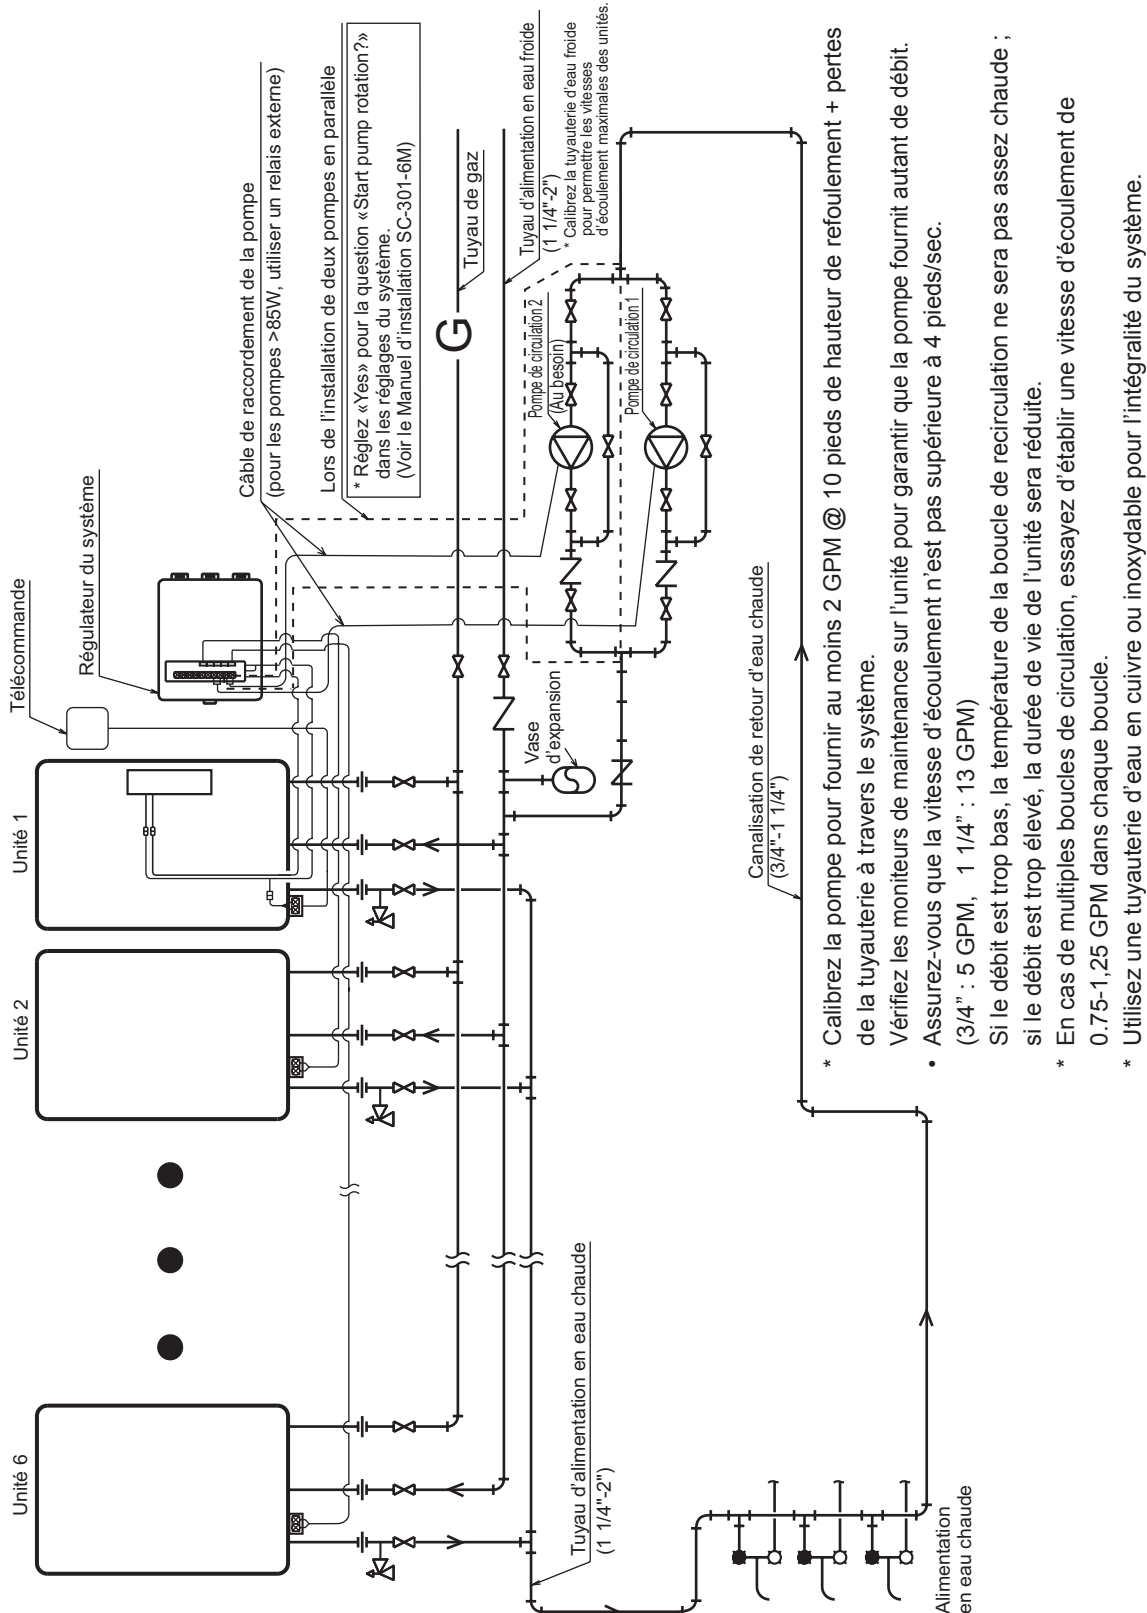 Unité 6
Unité 2
Unité 1
Télécommande
Régulateur du système
Câble de raccordement de la pompe
(pour les pompes >85W, utiliser un relais externe)
Lors de l'installation de deux pompes en parallèle
* Réglez «Yes» pour la question «Start pump rotation?»
dans les réglages du système.
(Voir le Manuel d'installation SC-301-6M)
G
Tuyau de gaz
Tuyau d'alimentation en eau froide
(1 1/4"-2")
* Calibrez la tuyauterie d'eau froide
pour permettre les vitesses
d'écoulement maximales des unités.
Pompe de circulation 2
(Au besoin)
Pompe de circulation 1
Vase
d'expansion
Tuyau d'alimentation en eau chaude
(1 1/4"-2")
Canalisation de retour d'eau chaude
(3/4"-1 1/4")
Alimentation
en eau chaude
* Calibrez la pompe pour fournir au moins 2 GPM @ 10 pieds de hauteur de refoulement + pertes
de la tuyauterie à travers le système.
Vérifiez les moniteurs de maintenance sur l'unité pour garantir que la pompe fournit autant de débit.
• Assurez-vous que la vitesse d'écoulement n'est pas supérieure à 4 pieds/sec.
(3/4” : 5 GPM, 1 1/4” : 13 GPM)
Si le débit est trop bas, la température de la boucle de recirculation ne sera pas assez chaude ;
si le débit est trop élevé, la durée de vie de l'unité sera réduite.
* En cas de multiples boucles de circulation, essayez d'établir une vitesse d'écoulement de
0.75-1,25 GPM dans chaque boucle.
* Utilisez une tuyauterie d'eau en cuivre ou inoxydable pour l'intégralité du système.